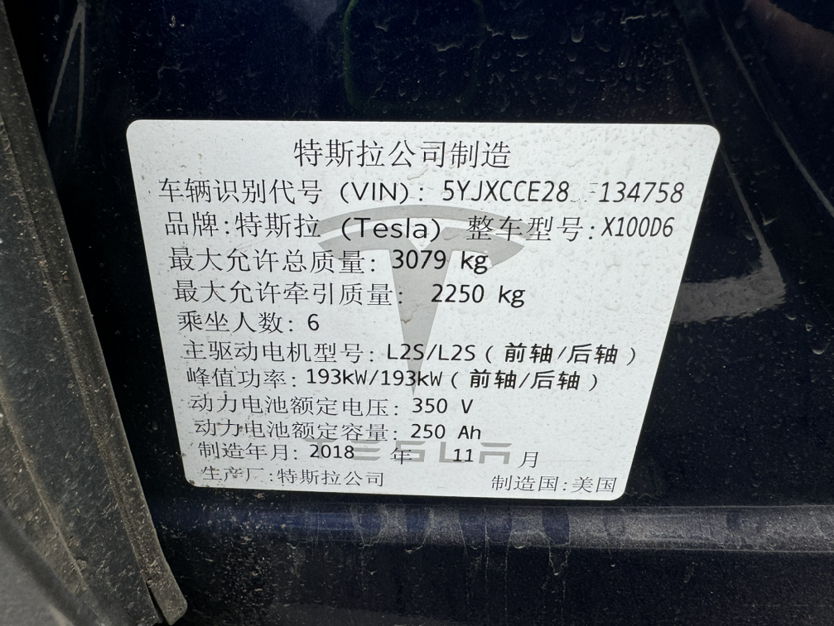 特斯拉公司制造
车辆识别代号 (VIN): 5YJXCCE28 F134758
品牌:特斯拉 (Tesla) 整车型号:X100D6
最大允许总质量: 3079 kg
最大允许牵引质量: 2250 kg
乘坐人数: 6
主驱动电机型号: L2S/L2S ( 前轴/后轴 )
峰值功率: 193kW/193kW ( 前轴/后轴 )
动力电池额定电压: 350 V
动力电池额定容量: 250 Ah
TESLA
制造年月: 2018 年 11 月
生产厂:特斯拉公司 制造国:美国